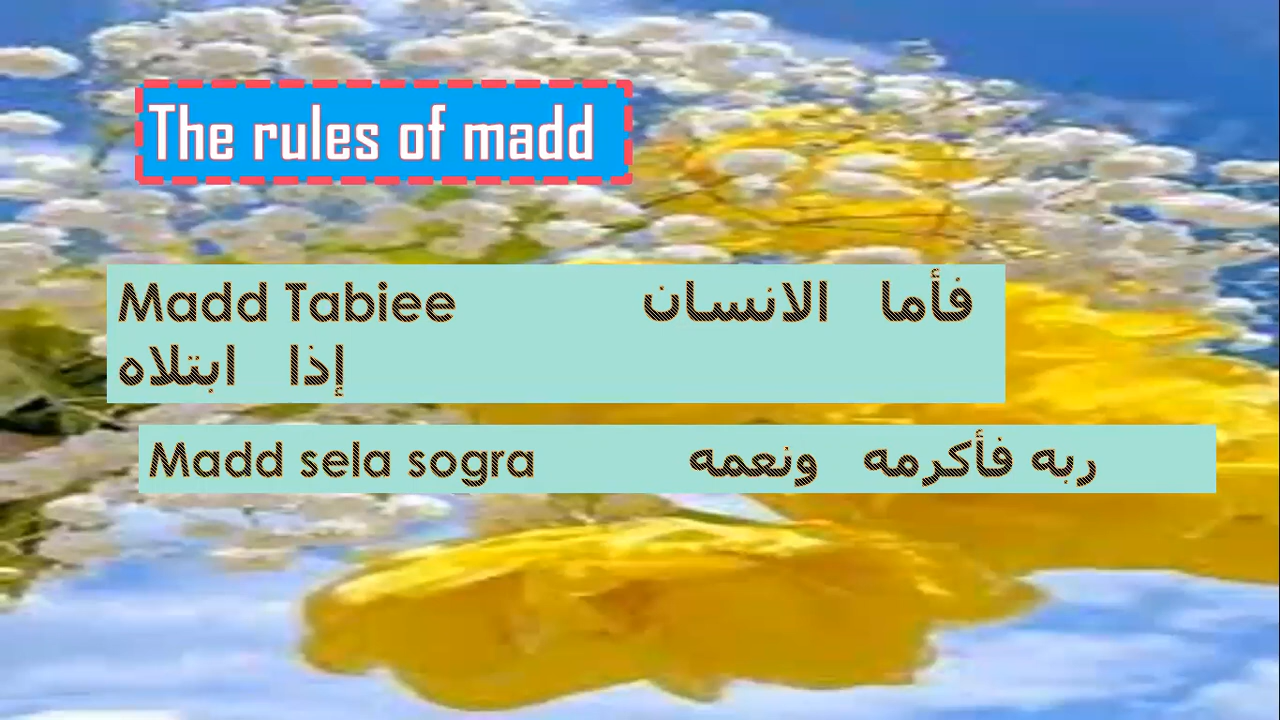 The rules of madd
Madd Tabiee فأما الانسان
إذا ابتلاه
Madd sela sogra ربه فأكرمه ونعمه